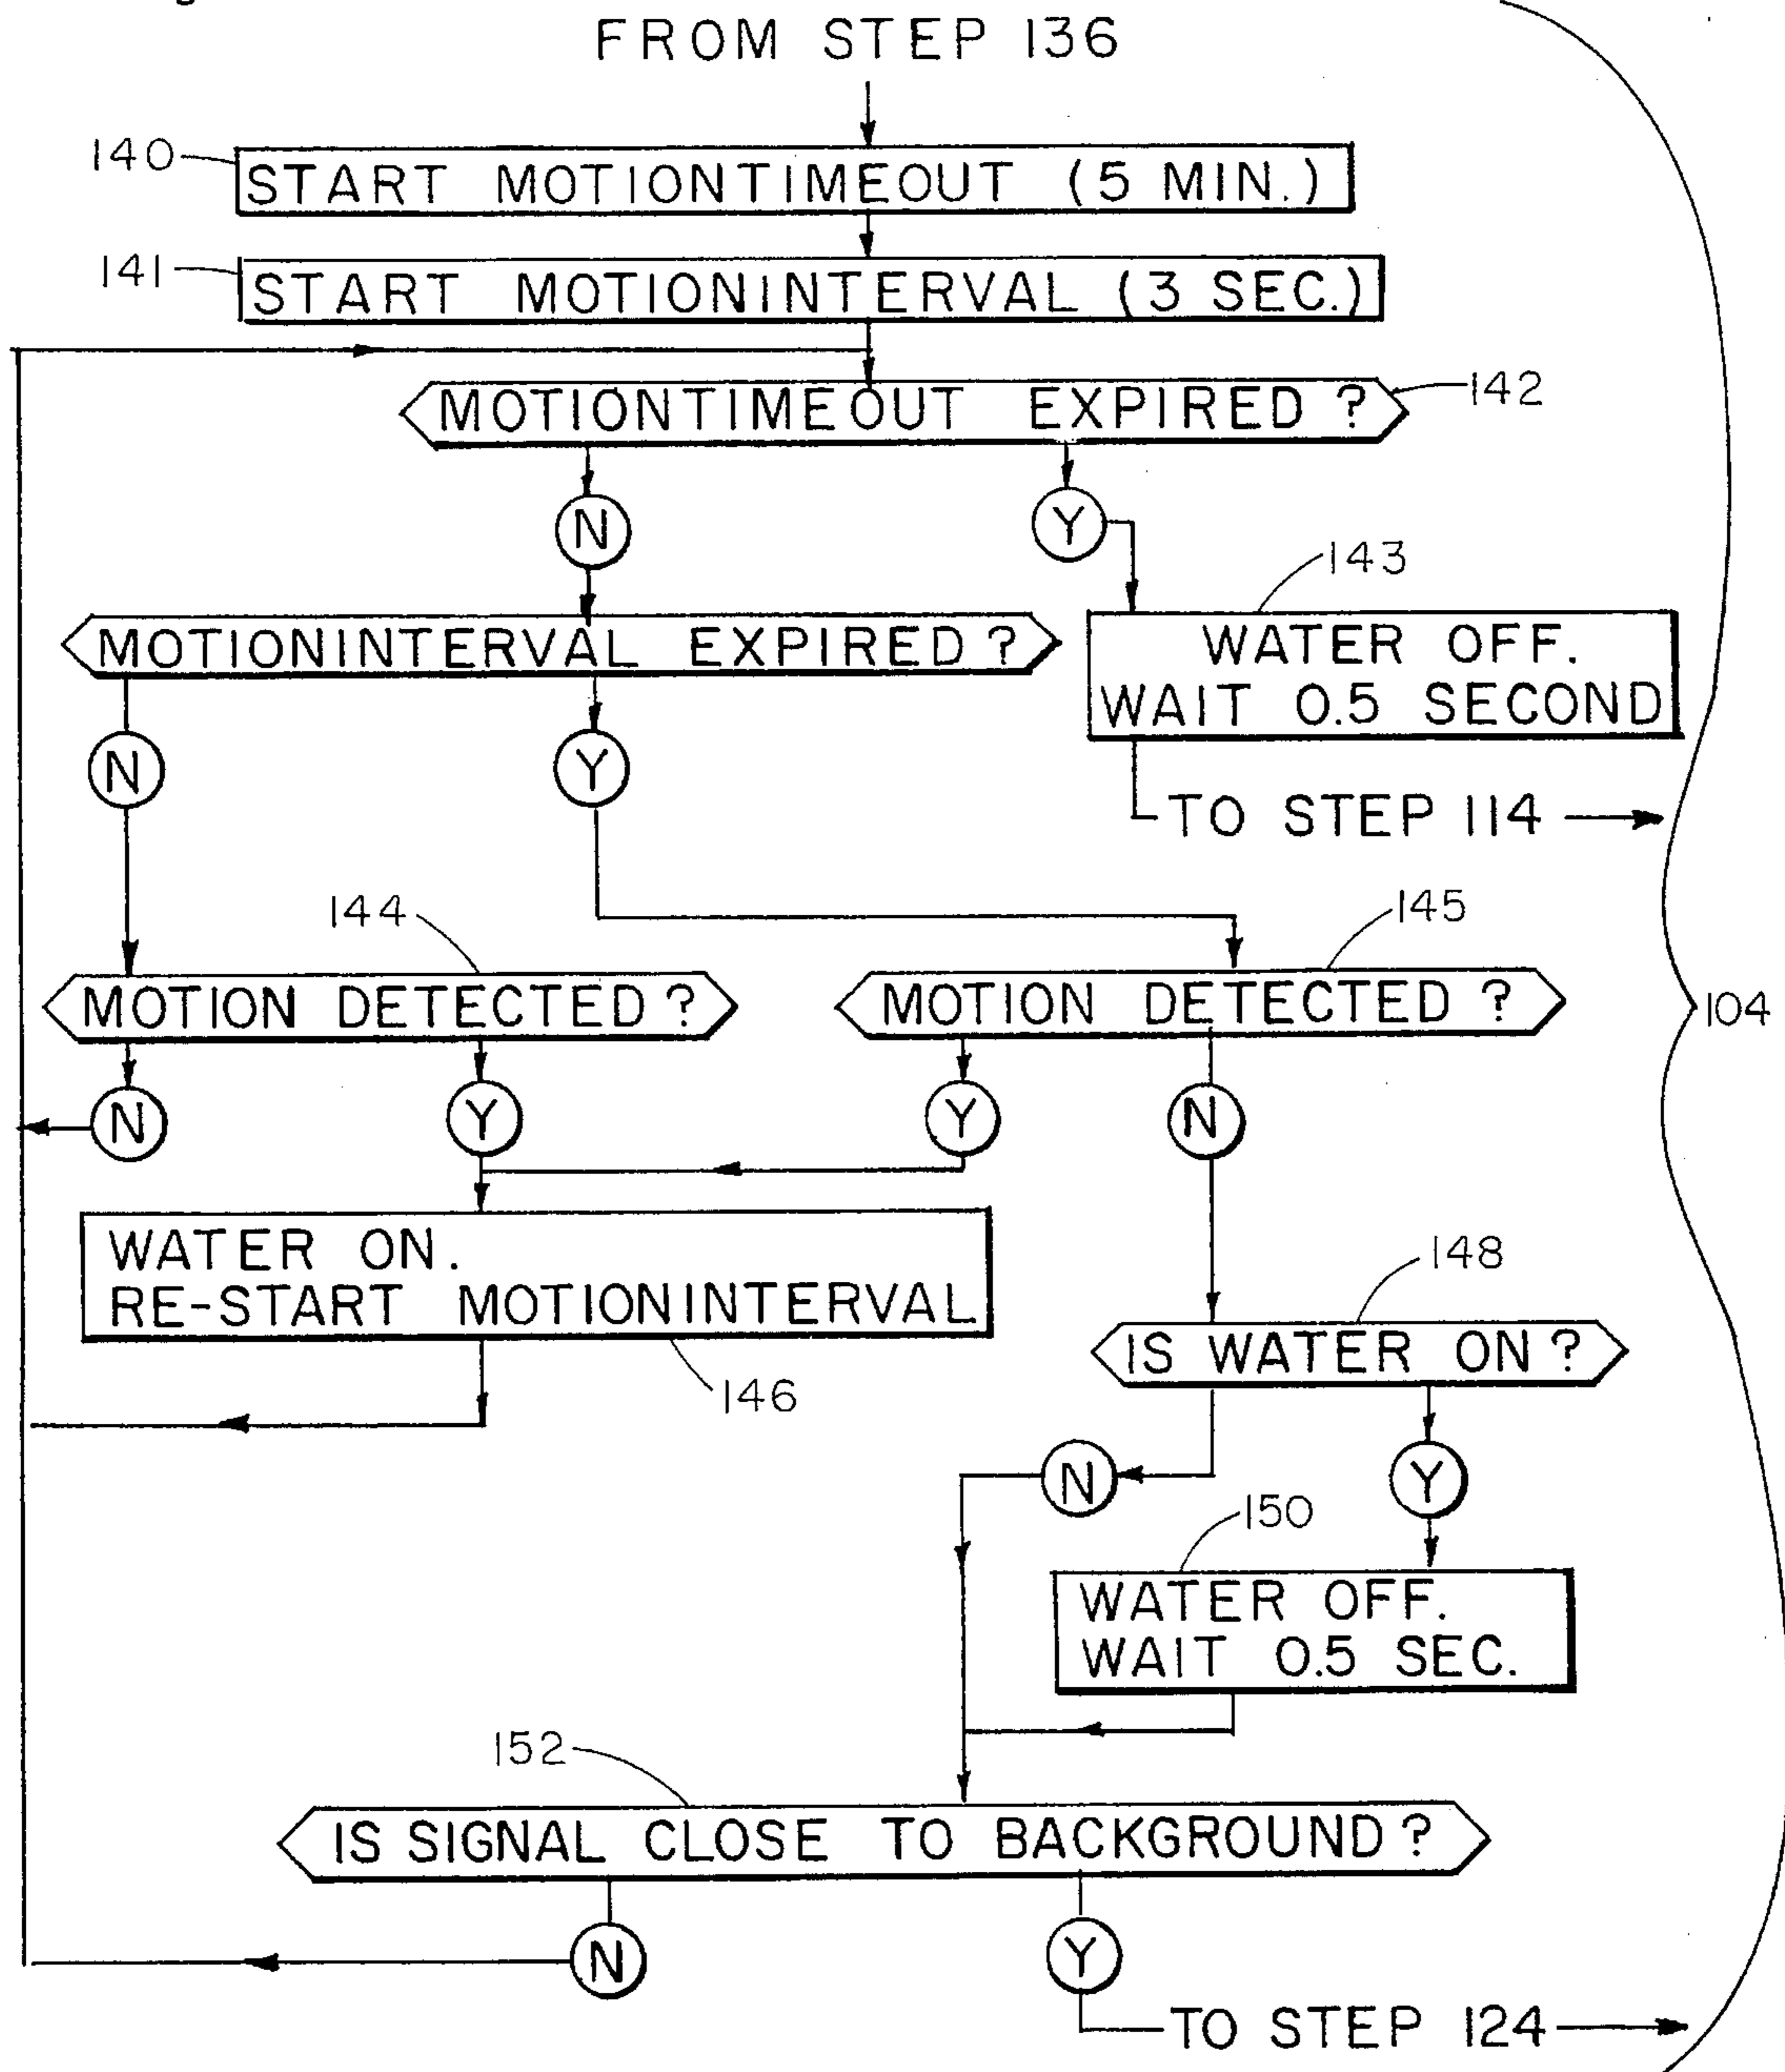 FROM STEP 136
140
START MOTIONTIMEOUT (5 MIN.)
141
START MOTIONINTERVAL (3 SEC.)
MOTIONTIMEOUT EXPIRED ?
142
N
Y
143
MOTIONINTERVAL EXPIRED ?
WATER OFF.
WAIT 0.5 SECOND
N
Y
TO STEP 114
144
145
MOTION DETECTED ?
MOTION DETECTED ?
104
N
Y
Y
N
WATER ON.
RE-START MOTIONINTERVAL
146
148
IS WATER ON ?
N
Y
150
WATER OFF.
WAIT 0.5 SEC.
152
IS SIGNAL CLOSE TO BACKGROUND ?
N
Y
TO STEP 124